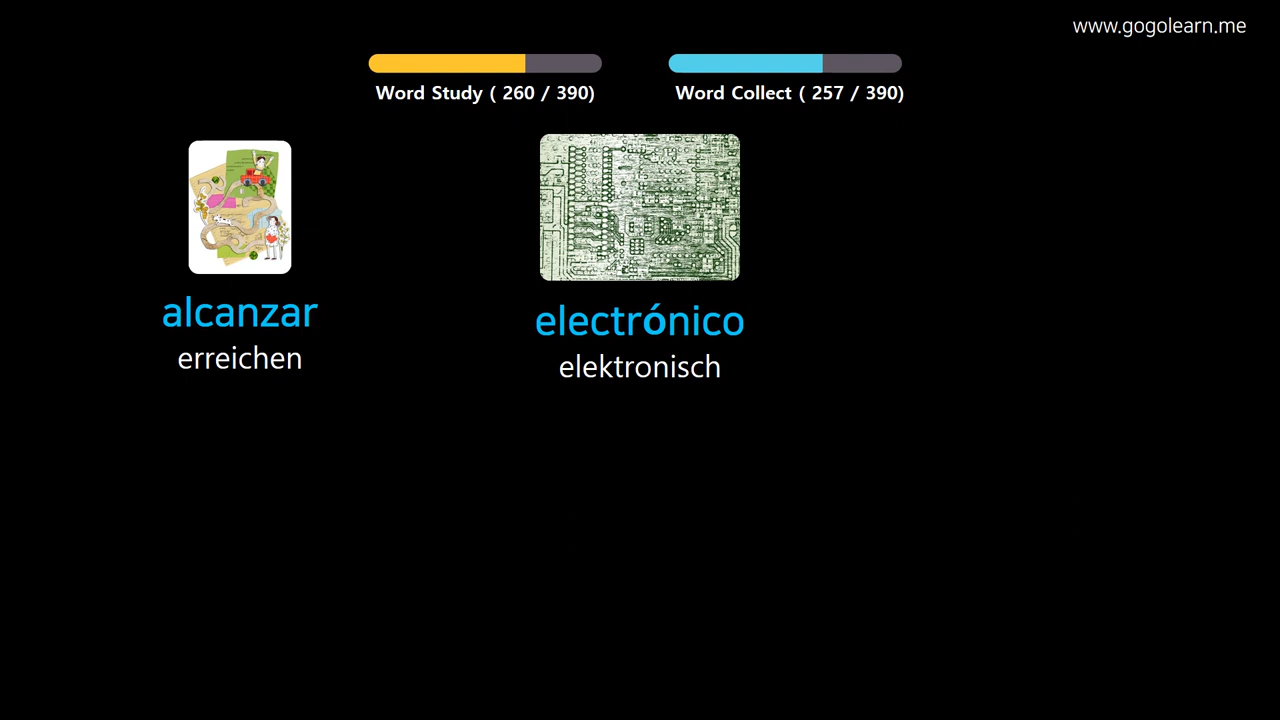 www.gogolearn.me
Word Study ( 260 / 390)
Word Collect ( 257 / 390)
alcanzar
erreichen
electrónico
elektronisch